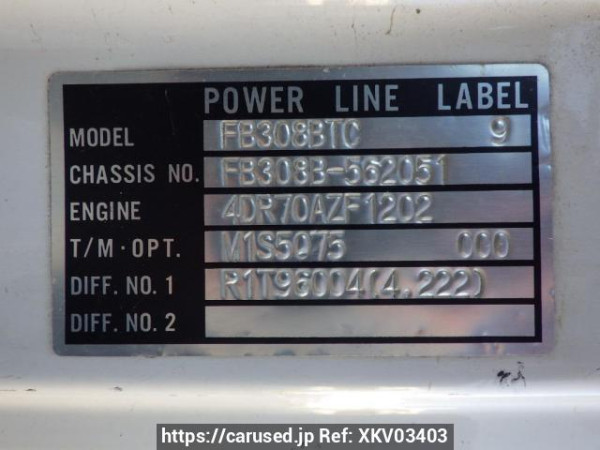 POWER LINE LABEL
MODEL FB308BTC 9
CHASSIS NO. FB308B-562051
ENGINE 4DR70AZF1202
T/M·OPT. M1S5Q75 000
DIFF. NO. 1 R1T96004(4.222)
DIFF. NO. 2
https://carused.jp Ref: XKV03403